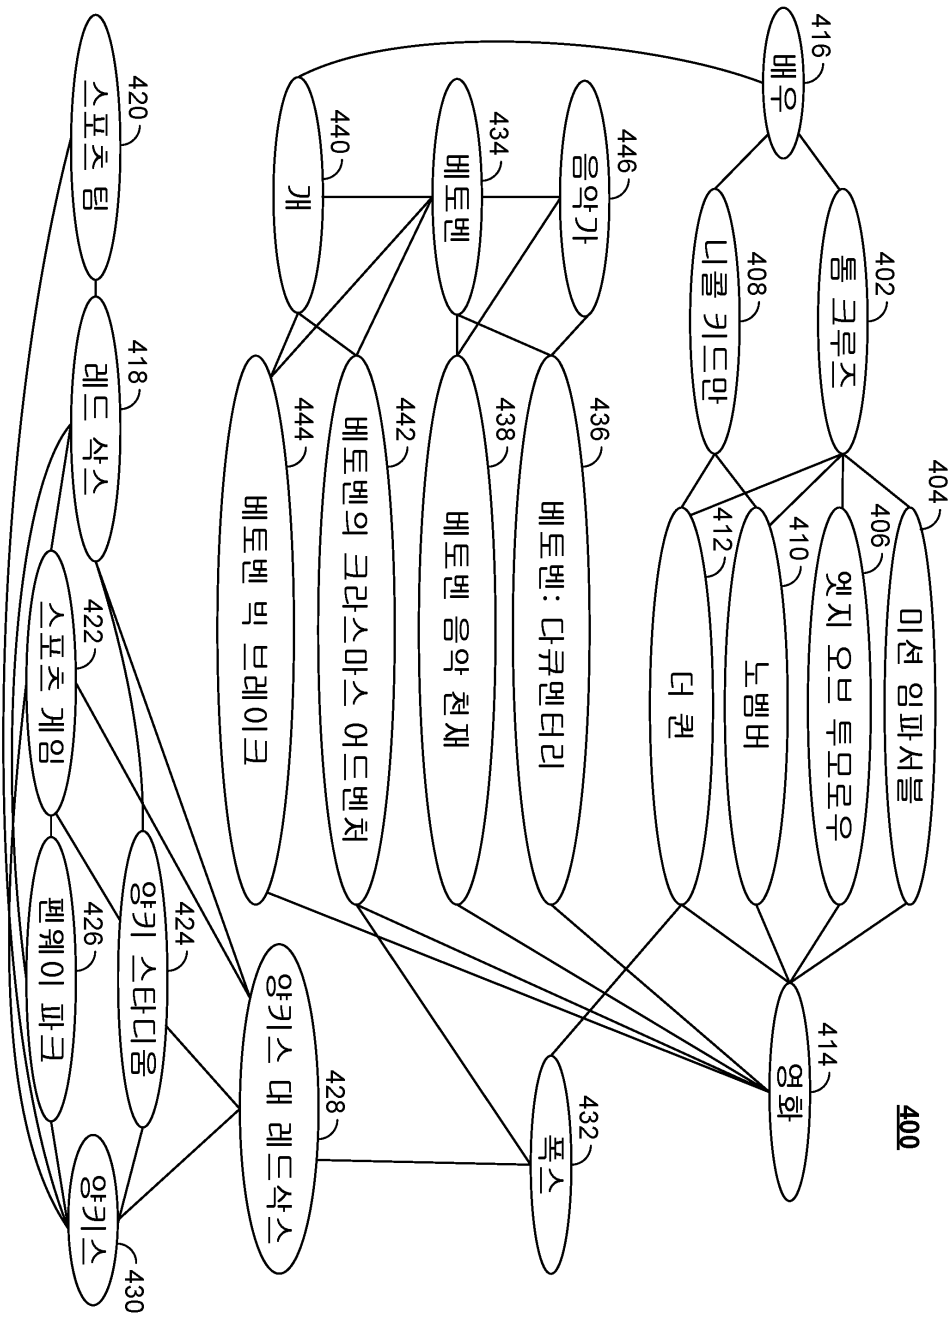 400
416
배우
402
톰 크루즈
408
니콜 키드만
404
미션 임파서블
406
엣지 오브 투모로우
410
노벰버
412
더 퀸
414
영화
446
음악가
434
베토벤
440
개
436
베토벤: 다큐멘터리
438
베토벤 음악 천재
442
베토벤의 크라스마스 어드벤처
444
베토벤 빅 브레이크
432
폭스
420
스포츠 팀
418
레드 삭스
422
스포츠 게임
424
양키 스타디움
426
펜웨이 파크
428
양키스 대 레드삭스
430
양키스